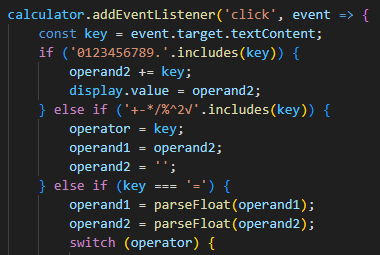 calculator.addEventListener('click', event => {
    const key = event.target.textContent;
    if ('0123456789.'.includes(key)) {
        operand2 += key;
        display.value = operand2;
    } else if ('+-*/%^2√'.includes(key)) {
        operator = key;
        operand1 = operand2;
        operand2 = '';
    } else if (key === '=') {
        operand1 = parseFloat(operand1);
        operand2 = parseFloat(operand2);
        switch (operator) {